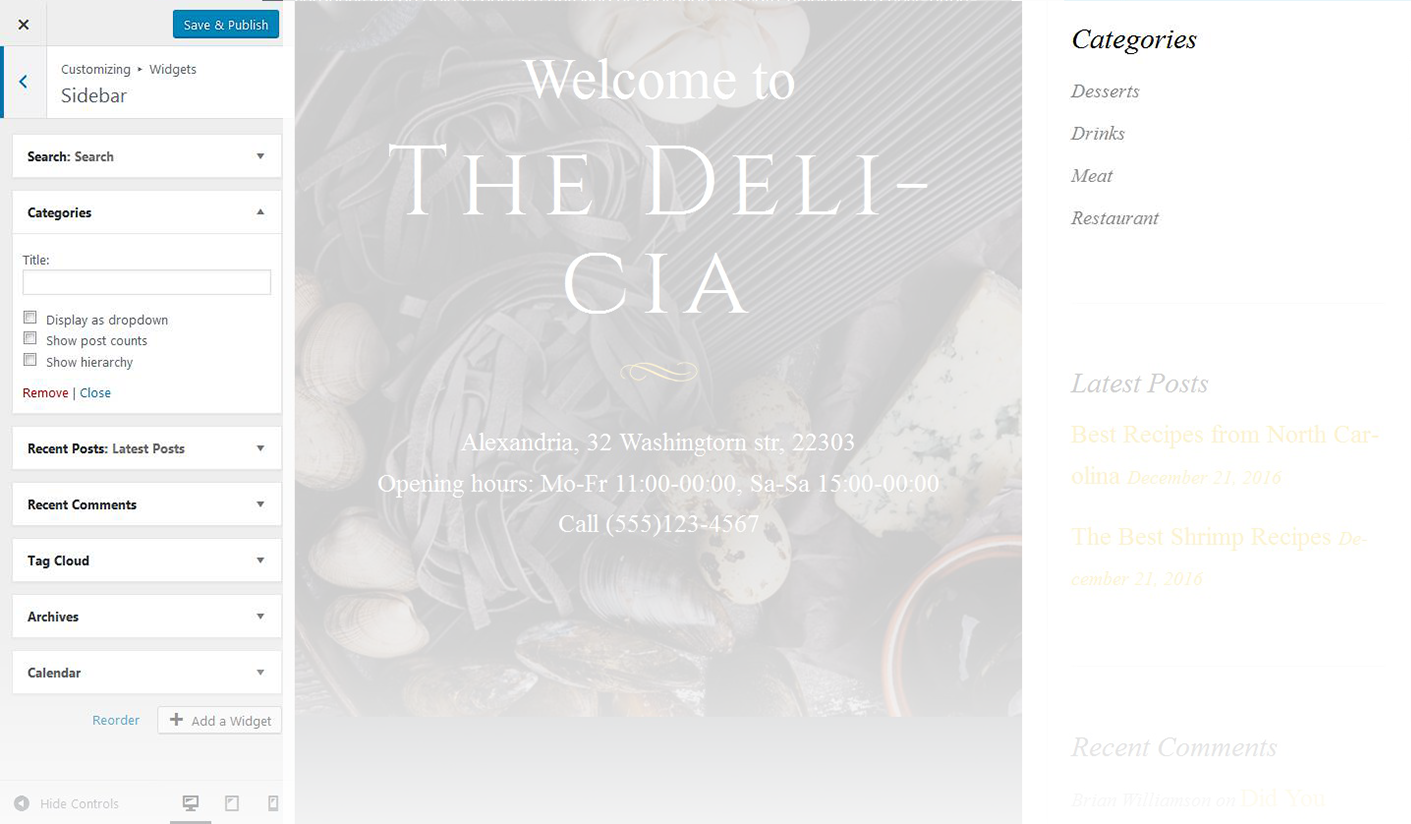 Save & Publish
Customizing ▸ Widgets
Sidebar
Search: Search
Categories
Title:
Display as dropdown
Show post counts
Show hierarchy
Remove | Close
Recent Posts: Latest Posts
Recent Comments
Tag Cloud
Archives
Calendar
Reorder
Add a Widget
Hide Controls
Welcome to
THE DELI-
CIA
Alexandria, 32 Washingtorn str, 22303
Opening hours: Mo-Fr 11:00-00:00, Sa-Sa 15:00-00:00
Call (555)123-4567
Categories
Desserts
Drinks
Meat
Restaurant
Latest Posts
Best Recipes from North Car-
olina December 21, 2016
The Best Shrimp Recipes De-
cember 21, 2016
Recent Comments
Brian Williamson on Did You